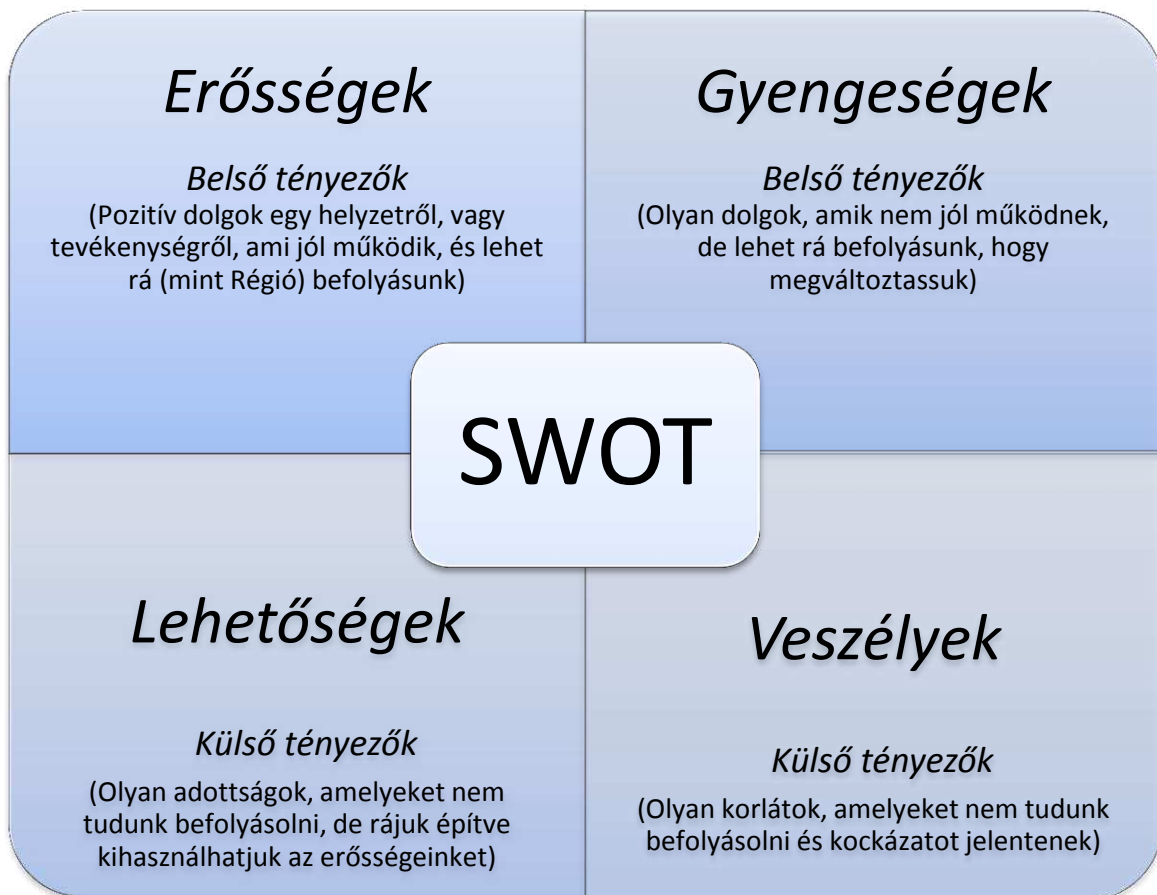 Erősségek
Belső tényezők
(Pozitív dolgok egy helyzetről, vagy
tevékenységről, ami jól működik, és lehet
rá (mint Régió) befolyásunk)
Gyengeségek
Belső tényezők
(Olyan dolgok, amik nem jól működnek,
de lehet rá befolyásunk, hogy
megváltoztassuk)
SWOT
Lehetőségek
Külső tényezők
(Olyan adottságok, amelyeket nem
tudunk befolyásolni, de rájuk építve
kihasználhatjuk az erősségeinket)
Veszélyek
Külső tényezők
(Olyan korlátok, amelyeket nem tudunk
befolyásolni és kockázatot jelentenek)